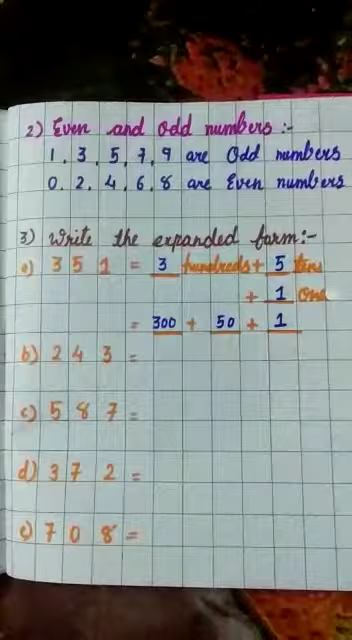 2) Even and Odd numbers :-
1, 3, 5, 7, 9 are Odd numbers
0, 2, 4, 6, 8 are Even numbers
3) Write the expanded form:-
a) 3 5 1 = 3 hundreds + 5 tens
+ 1 one
= 300 + 50 + 1
b) 2 4 3 =
c) 5 8 7 =
d) 3 7 2 =
e) 7 0 8 =